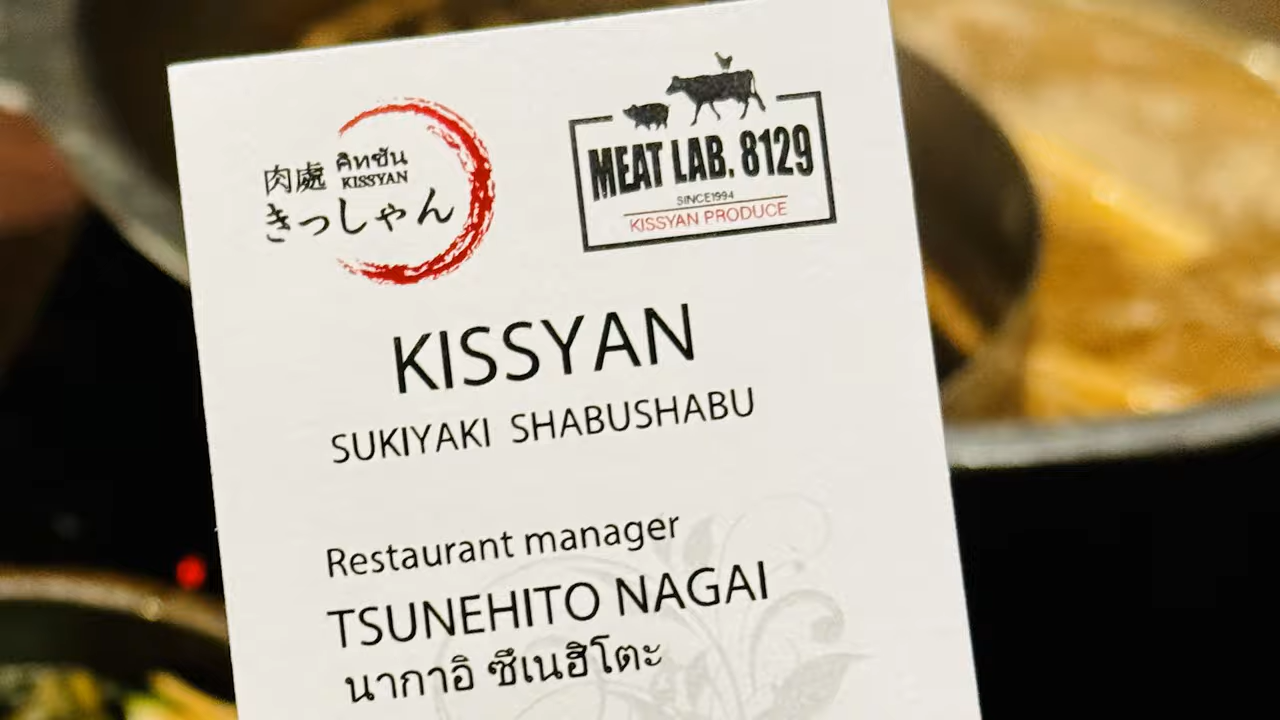 肉處 คิทชัน
KISSYAN
きっしゃん
MEAT LAB. 8129
SINCE1994
KISSYAN PRODUCE
KISSYAN
SUKIYAKI SHABUSHABU
Restaurant manager
TSUNEHITO NAGAI
นากาอิ ซึเนฮิโตะ